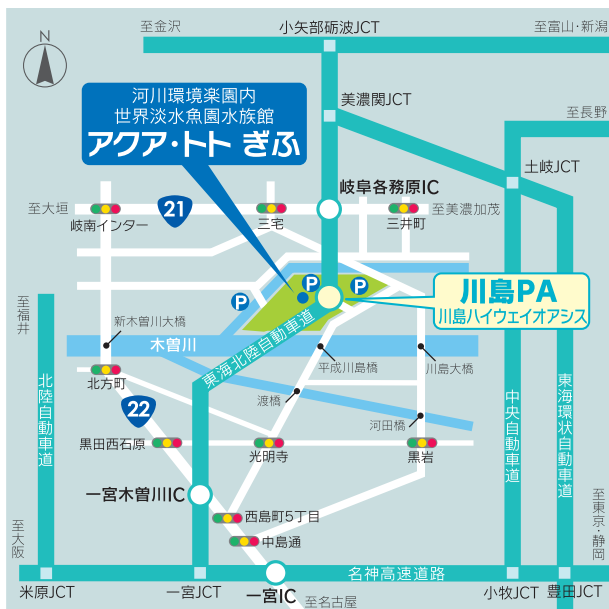 至金沢
小矢部砺波JCT
至富山・新潟
N
河川環境楽園内
世界淡水魚園水族館
アクア・トト ぎふ
美濃関JCT
至長野
土岐JCT
岐阜各務原IC
至大垣
21
至美濃加茂
岐南インター
三宅
三井町
P
P
P
川島PA
川島ハイウェイオアシス
至福井
新木曽川大橋
木曽川
東海北陸自動車道
平成川島橋
川島大橋
北方町
渡橋
北陸自動車道
22
中央自動車道
東海環状自動車道
河田橋
黒田西石原
光明寺
黒岩
一宮木曽川IC
西島町5丁目
中島通
至大阪
至東京・静岡
名神高速道路
米原JCT
一宮JCT
一宮IC
至名古屋
小牧JCT
豊田JCT